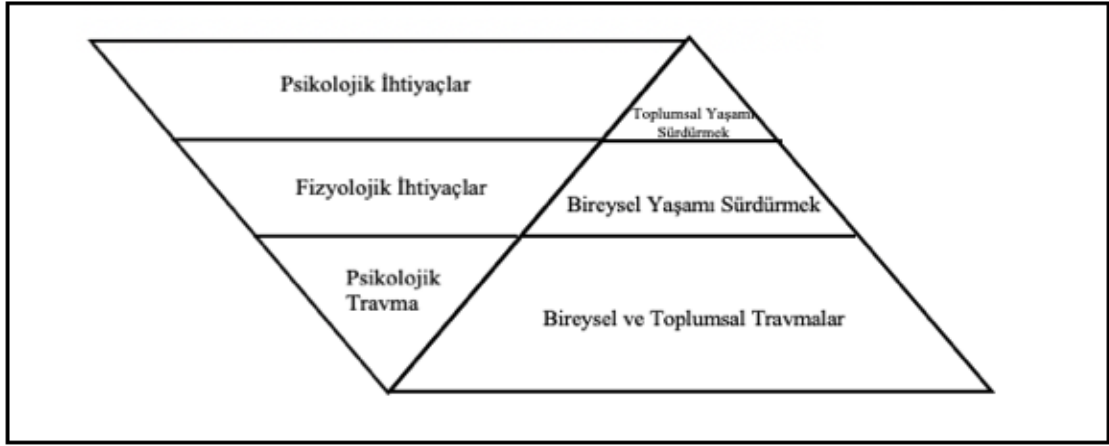 Psikolojik İhtiyaçlar
Toplumsal Yaşamı
Sürdürmek
Fizyolojik İhtiyaçlar
Bireysel Yaşamı Sürdürmek
Psikolojik
Travma
Bireysel ve Toplumsal Travmalar